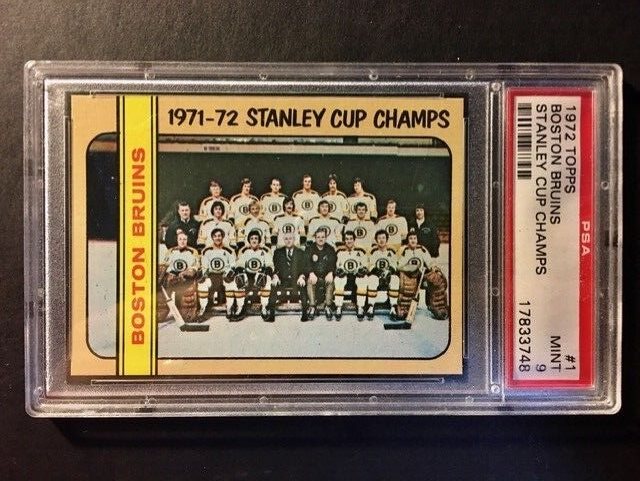 1971-72 STANLEY CUP CHAMPS
BOSTON BRUINS
1972 TOPPS
BOSTON BRUINS
STANLEY CUP CHAMPS
#1
MINT
9
17833748
PSA